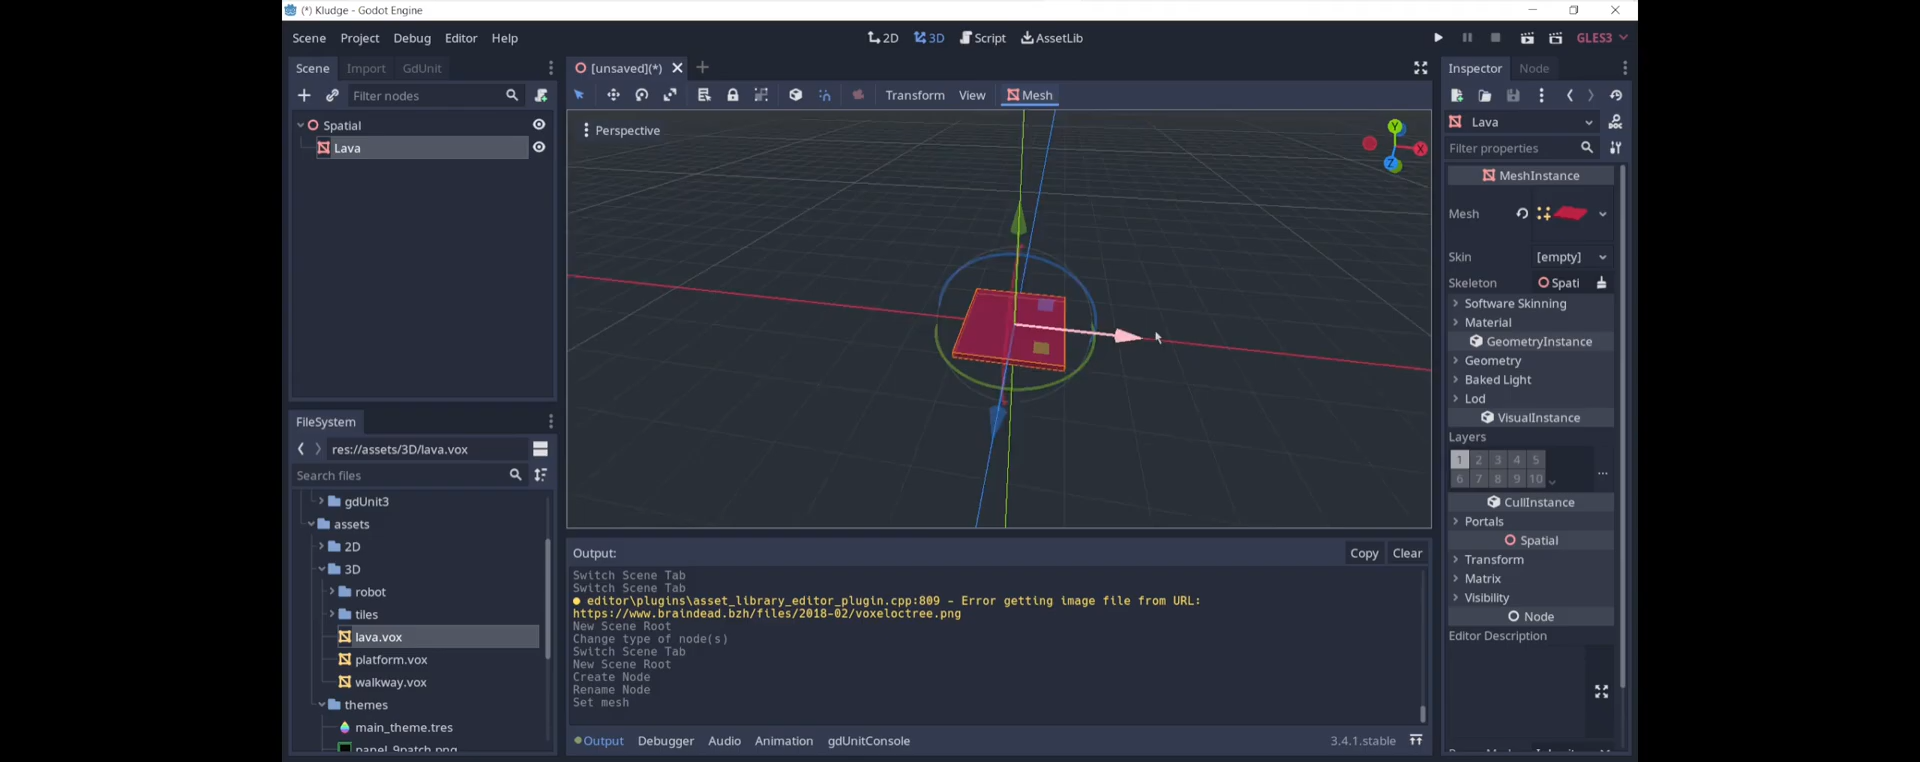 (*) Kludge - Godot Engine
Scene Project Debug Editor Help
2D 3D Script AssetLib
GLES3
Scene Import GdUnit
[unsaved](*)
Inspector Node
Filter nodes
Transform View Mesh
Spatial
Lava
Perspective
Y
X
Z
Lava
Filter properties
MeshInstance
Mesh
Skin [empty]
Skeleton Spati
Software Skinning
Material
GeometryInstance
Geometry
Baked Light
Lod
VisualInstance
Layers
1 2 3 4 5
6 7 8 9 10
...
CullInstance
Portals
Spatial
Transform
Matrix
Visibility
Node
Editor Description
FileSystem
res://assets/3D/lava.vox
Search files
gdUnit3
assets
2D
3D
robot
tiles
lava.vox
platform.vox
walkway.vox
themes
main_theme.tres
panel_9patch.png
Output:
Copy Clear
Switch Scene Tab
Switch Scene Tab
editor\plugins\asset_library_editor_plugin.cpp:809 - Error getting image file from URL:
https://www.braindead.bzh/files/2018-02/voxeloctree.png
New Scene Root
Change type of node(s)
Switch Scene Tab
New Scene Root
Create Node
Rename Node
Set mesh
Output Debugger Audio Animation gdUnitConsole
3.4.1.stable